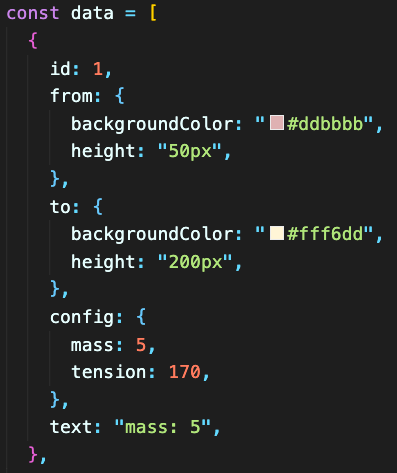 const data = [
  {
    id: 1,
    from: {
      backgroundColor: "#ddbbbb",
      height: "50px",
    },
    to: {
      backgroundColor: "#fff6dd",
      height: "200px",
    },
    config: {
      mass: 5,
      tension: 170,
    },
    text: "mass: 5",
  },